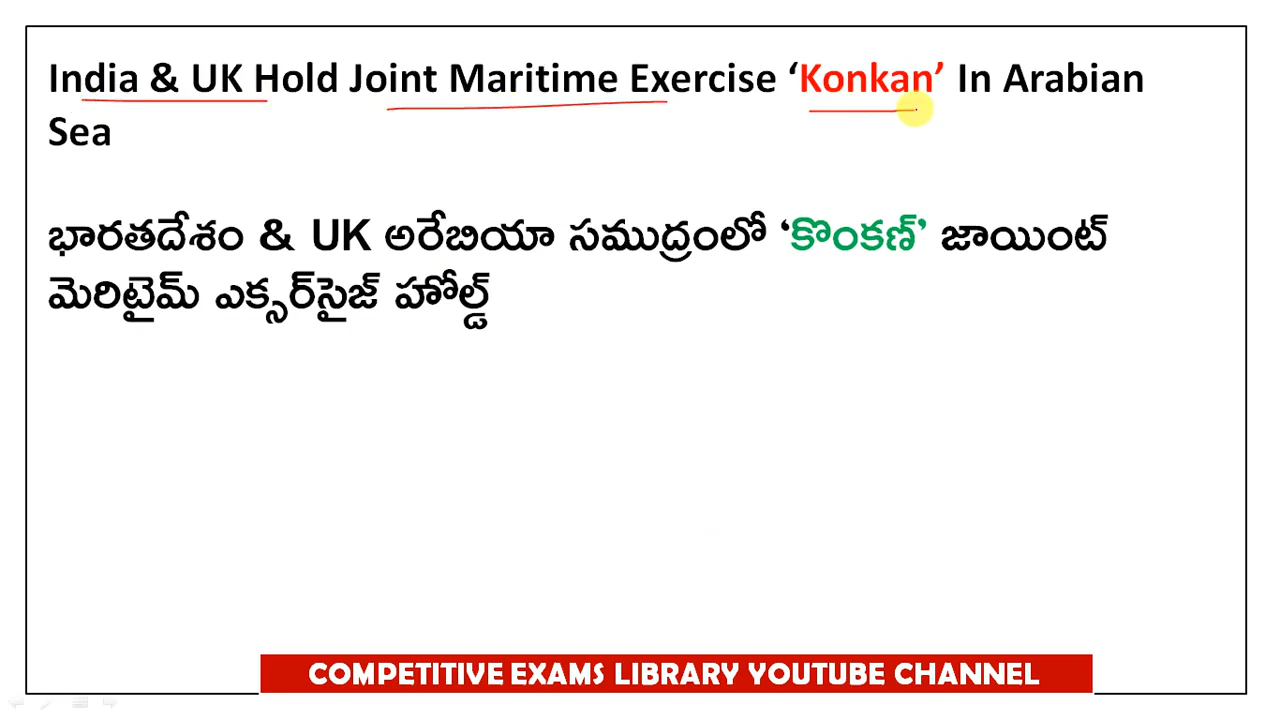 India & UK Hold Joint Maritime Exercise ‘Konkan’ In Arabian
Sea
భారతదేశం & UK అరేబియా సముద్రంలో ‘కొంకణ్’ జాయింట్
మెరిటైమ్ ఎక్సర్‌సైజ్ హోల్డ్
COMPETITIVE EXAMS LIBRARY YOUTUBE CHANNEL